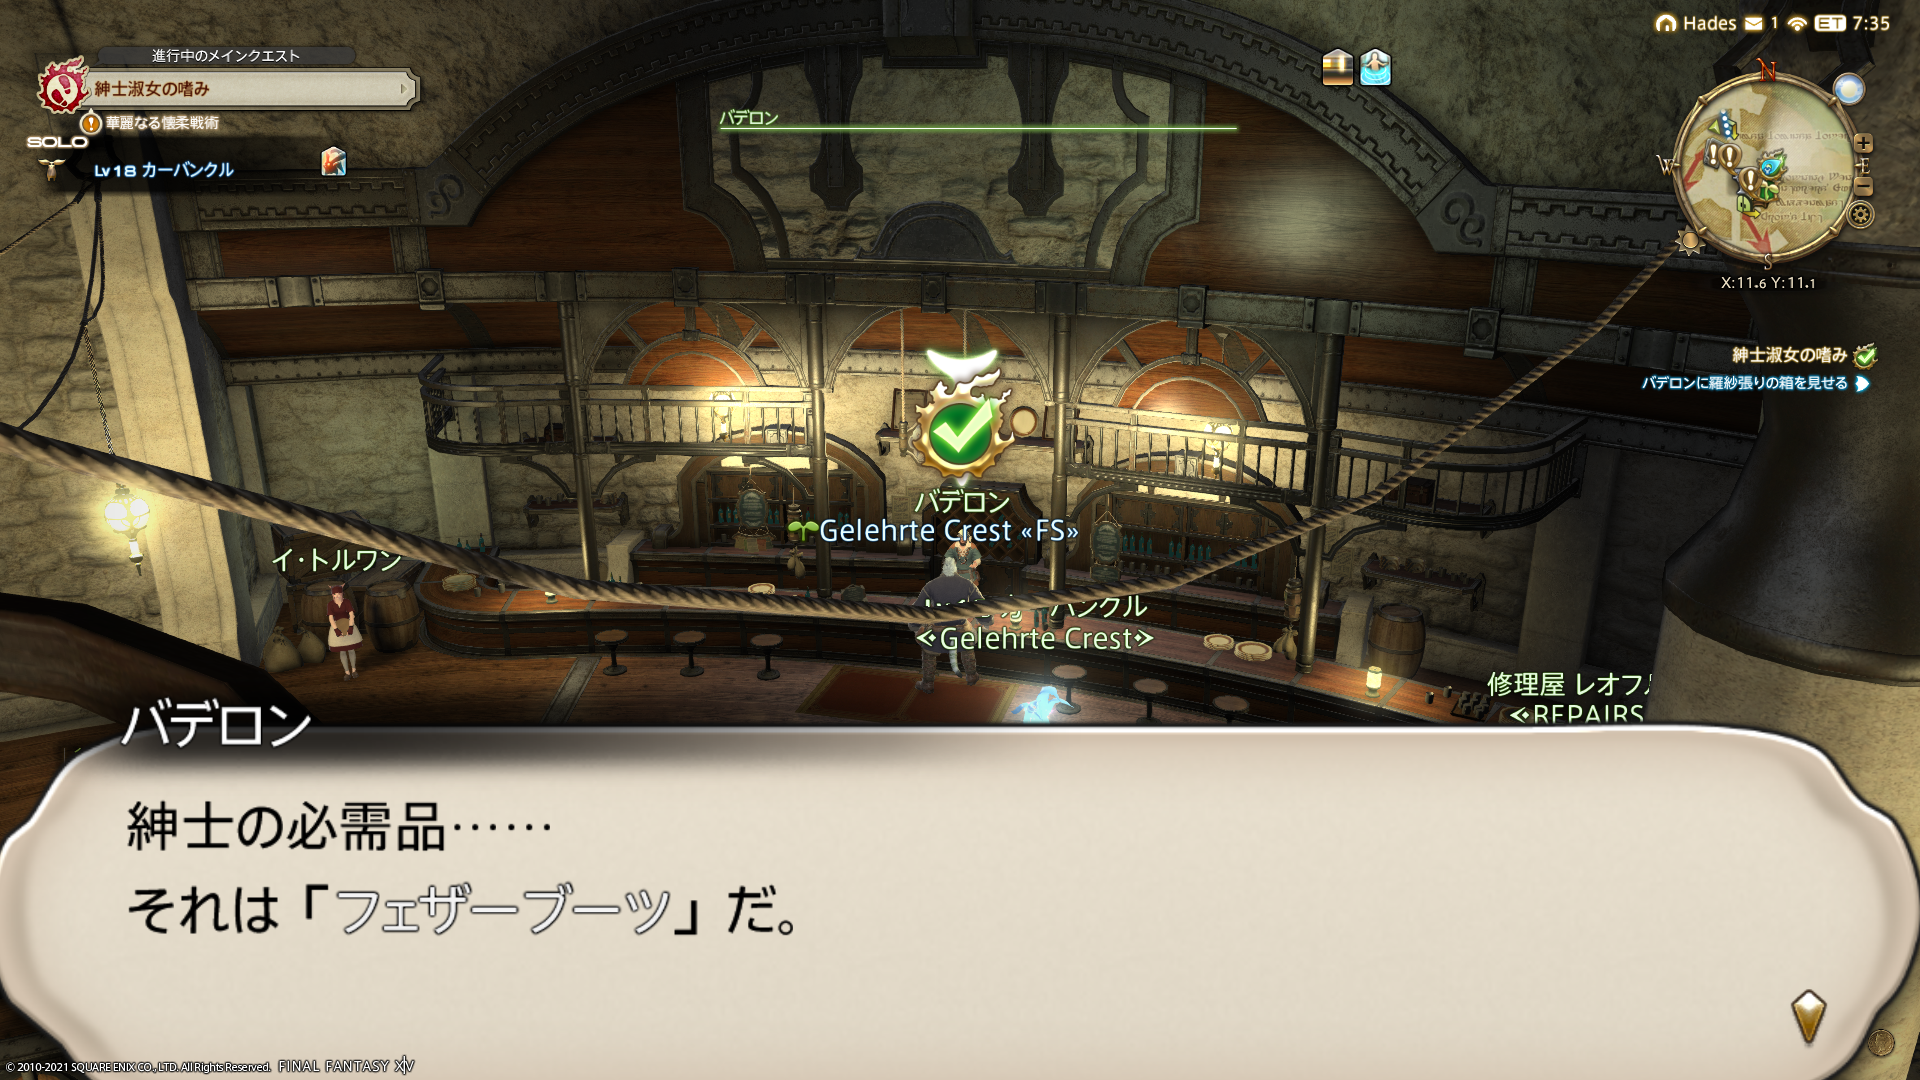 進行中のメインクエスト
紳士淑女の嗜み
華麗なる懐柔戦術
SOLO
Lv18 カーバンクル
バデロン
Hades 1 ET 7:35
N
W
E
S
X:11.6 Y:11.1
紳士淑女の嗜み
バデロンに羅紗張りの箱を見せる
バデロン
Gelehrte Crest «FS»
イ・トルワン
バンクル
Gelehrte Crest
修理屋 レオフ
REPAIRS
バデロン
紳士の必需品……
それは「フェザーブーツ」だ。
© 2010-2021 SQUARE ENIX CO., LTD. All Rights Reserved. FINAL FANTASY XIV